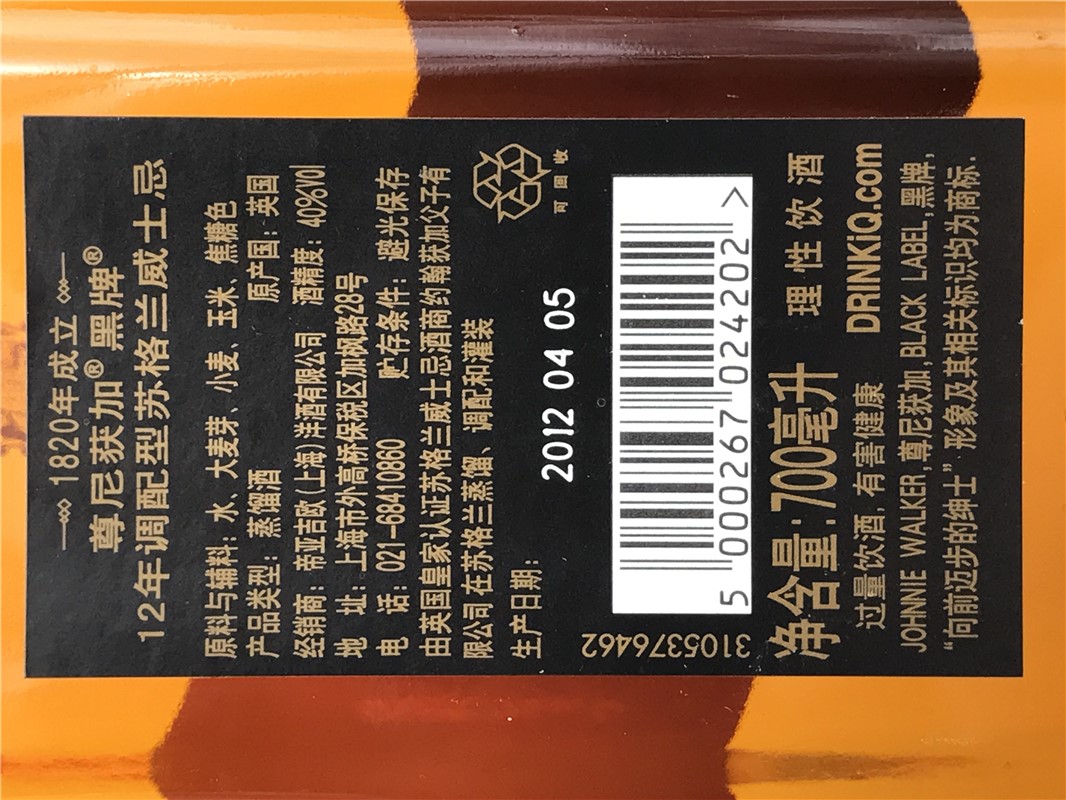 1820年成立
尊尼获加® 黑牌®
12年调配型苏格兰威士忌
原料与辅料：水、大麦芽、小麦、玉米、焦糖色
产品类型：蒸馏酒 原产国：英国
经销商：帝亚吉欧(上海)洋酒有限公司 酒精度：40%vol
地 址：上海市外高桥保税区加枫路28号
电 话：021-68410860 贮存条件：避光保存
由英国皇家认证苏格兰威士忌酒商约翰获加父子有
限公司在苏格兰蒸馏、调配和灌装
生产日期：
2012 04 05
可回收
3105376462
5 000267 024202 >
净含量:700毫升 理性饮酒
过量饮酒,有害健康 DRINKiQ.com
JOHNNIE WALKER,尊尼获加,BLACK LABEL,黑牌,
“向前迈步的绅士”形象及其相关标识均为商标.